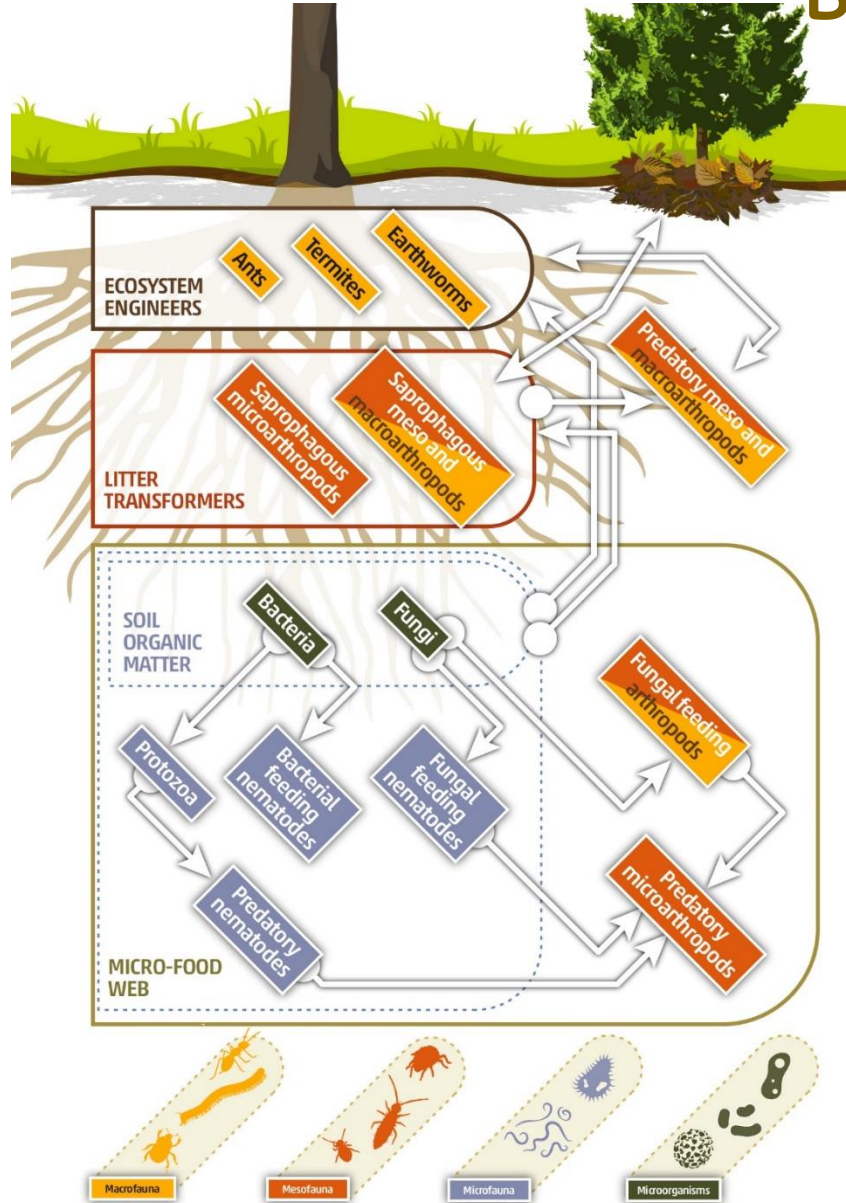 ECOSYSTEM
ENGINEERS
Ants
Termites
Earthworms
LITTER
TRANSFORMERS
Saprophagous
microarthropods
Saprophagous
meso and
macroarthropods
Predatory meso and
macroarthropods
SOIL
ORGANIC
MATTER
Bacteria
Fungi
Protozoa
Bacterial
feeding
nematodes
Fungal
feeding
nematodes
Fungal feeding
arthropods
Predatory
nematodes
Predatory
microarthropods
MICRO-FOOD
WEB
Macrofauna
Mesofauna
Microfauna
Microorganisms